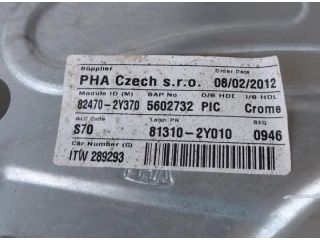 Supplier Order Date
PHA Czech s.r.o. 08/02/2012
Module ID (M) SAP No O/S HDL I/S HDL
82470-2Y370 5602732 PIC Crome
ALC Code Latch PN SEQ
S70 81310-2Y010 0946
Car Number (G)
ITW 289293